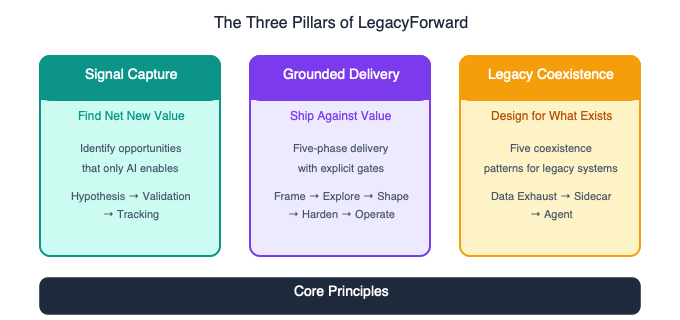 The Three Pillars of LegacyForward
Signal Capture
Find Net New Value
Identify opportunities
that only AI enables
Hypothesis → Validation
→ Tracking
Grounded Delivery
Ship Against Value
Five-phase delivery
with explicit gates
Frame → Explore → Shape
→ Harden → Operate
Legacy Coexistence
Design for What Exists
Five coexistence
patterns for legacy systems
Data Exhaust → Sidecar
→ Agent
Core Principles